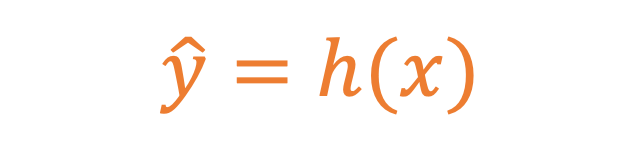 ŷ = h(x)